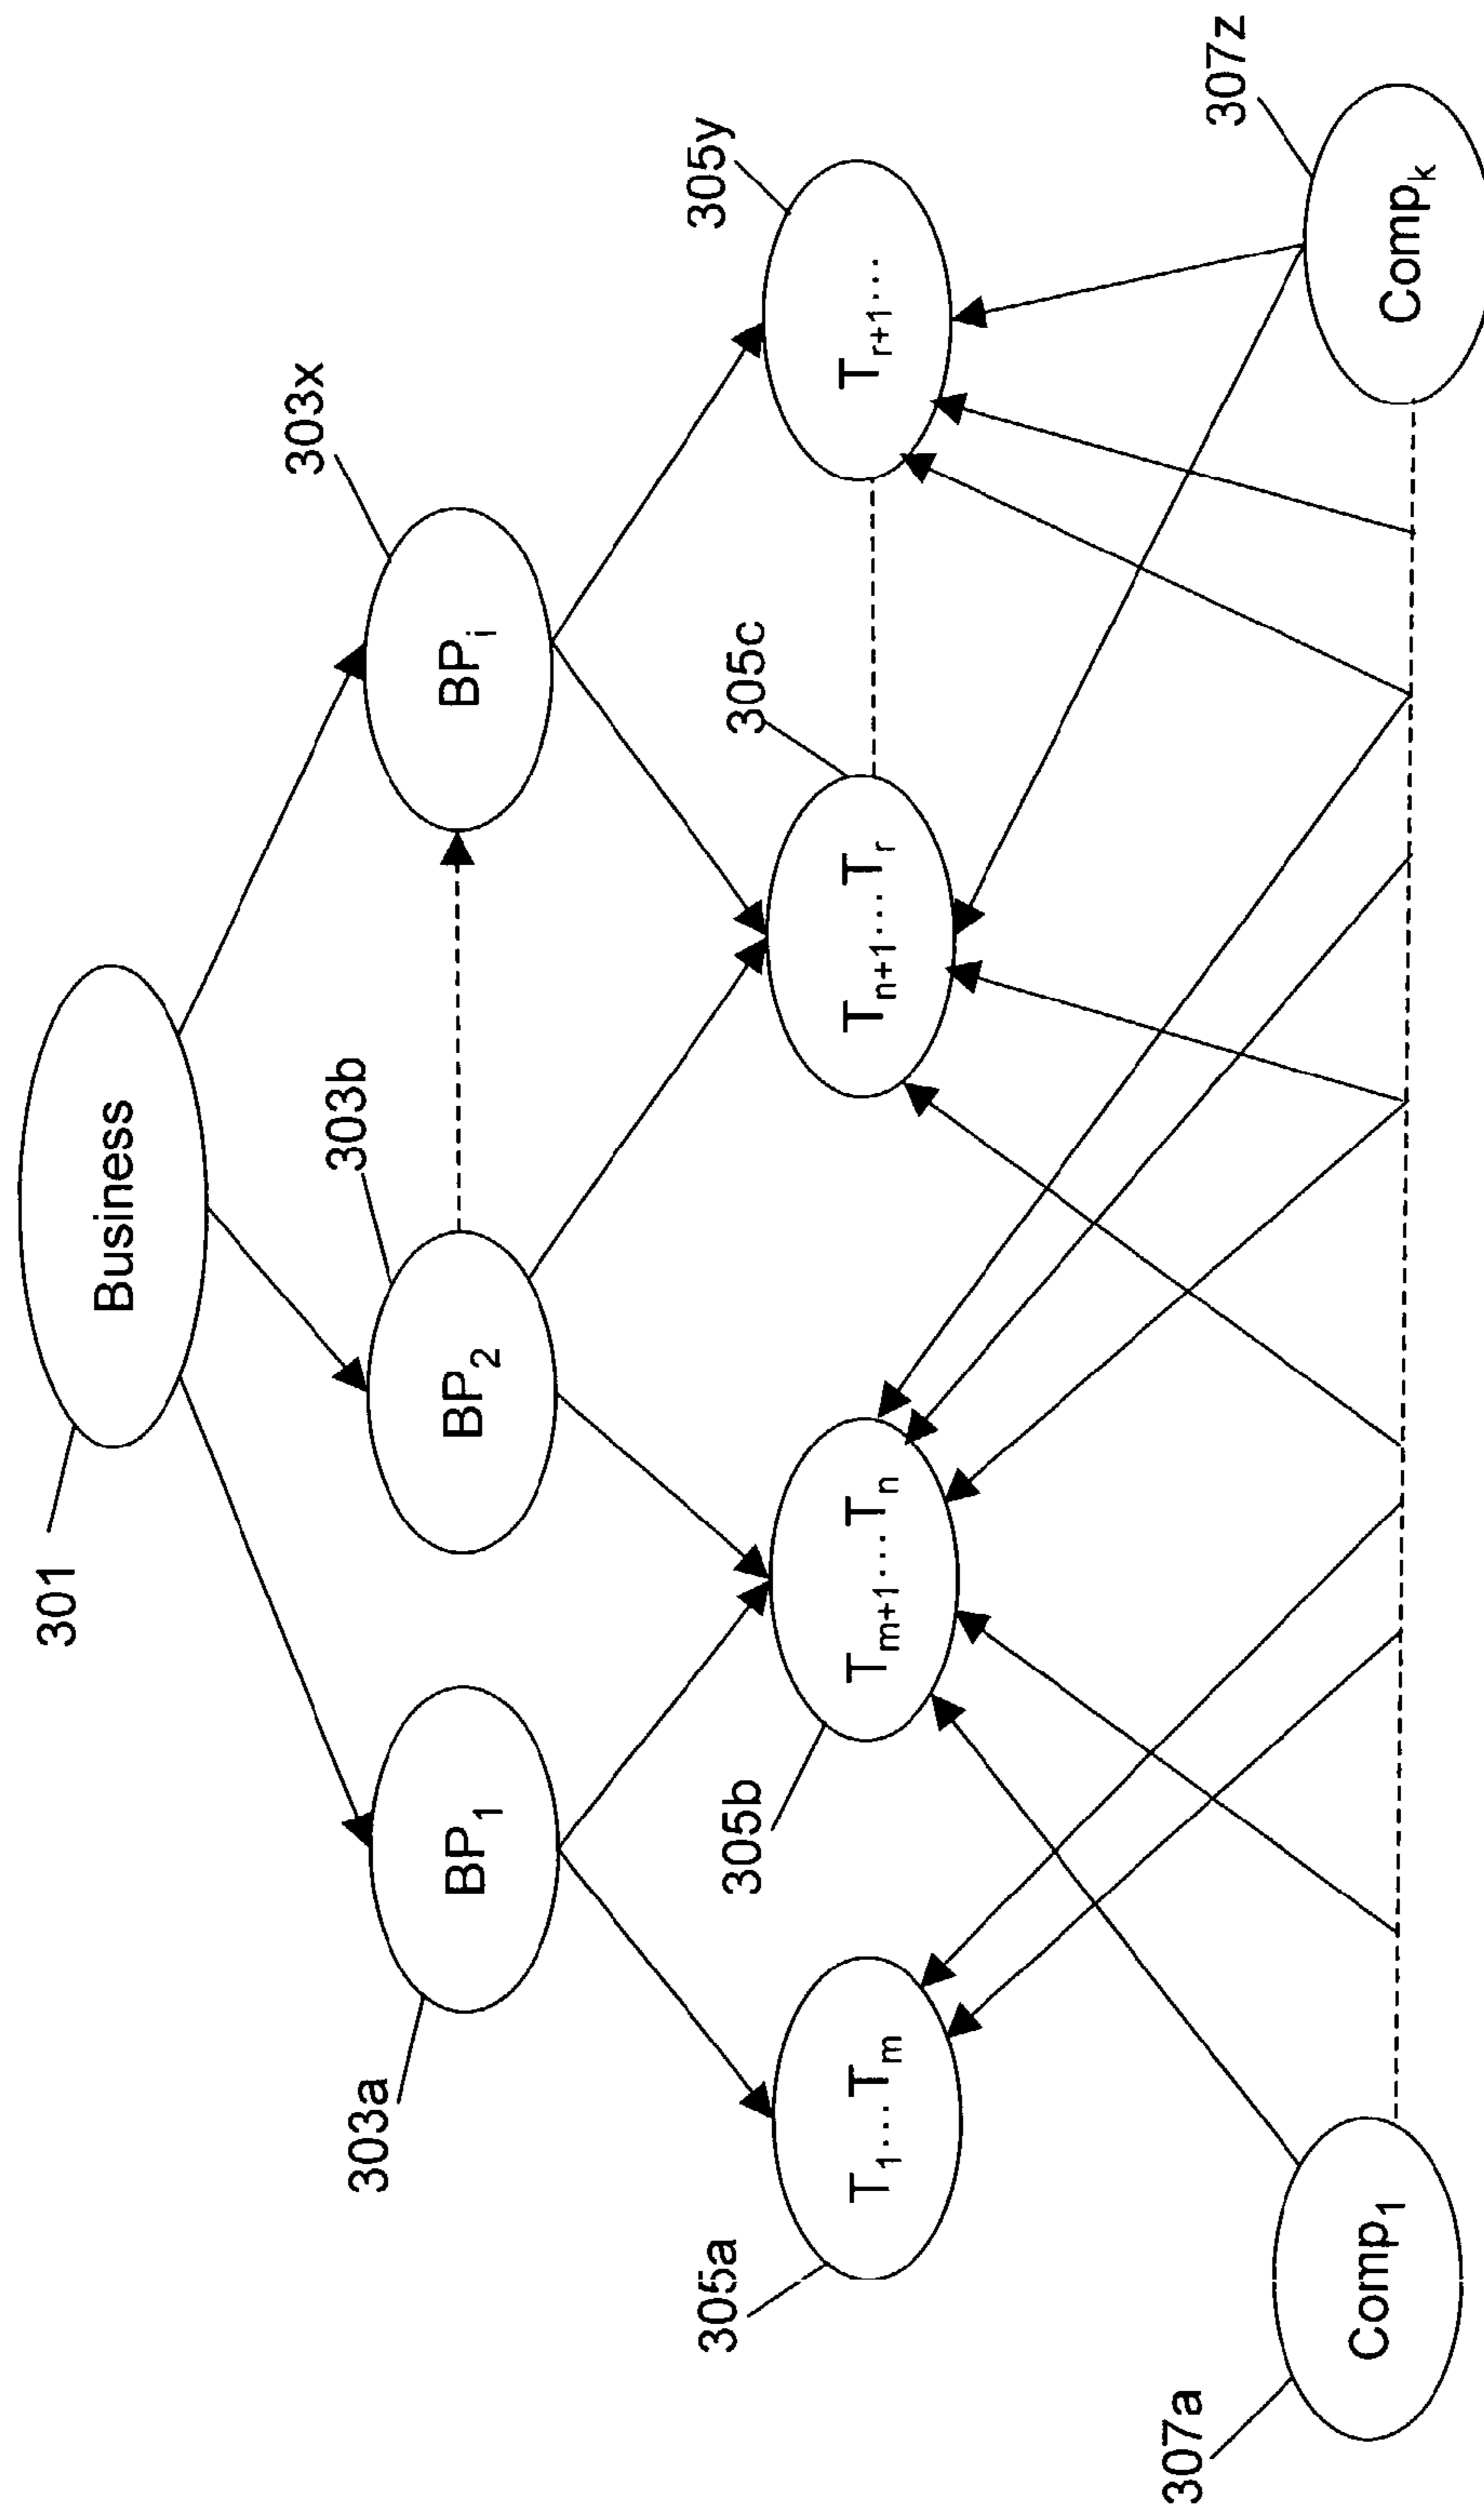 301
Business
303a
BP1
303b
BP2
303x
BPi
305a
T1...Tm
305b
Tm+1....Tn
305c
Tn+1....Tr
305y
Tr+1....
307a
Comp1
307z
Compk